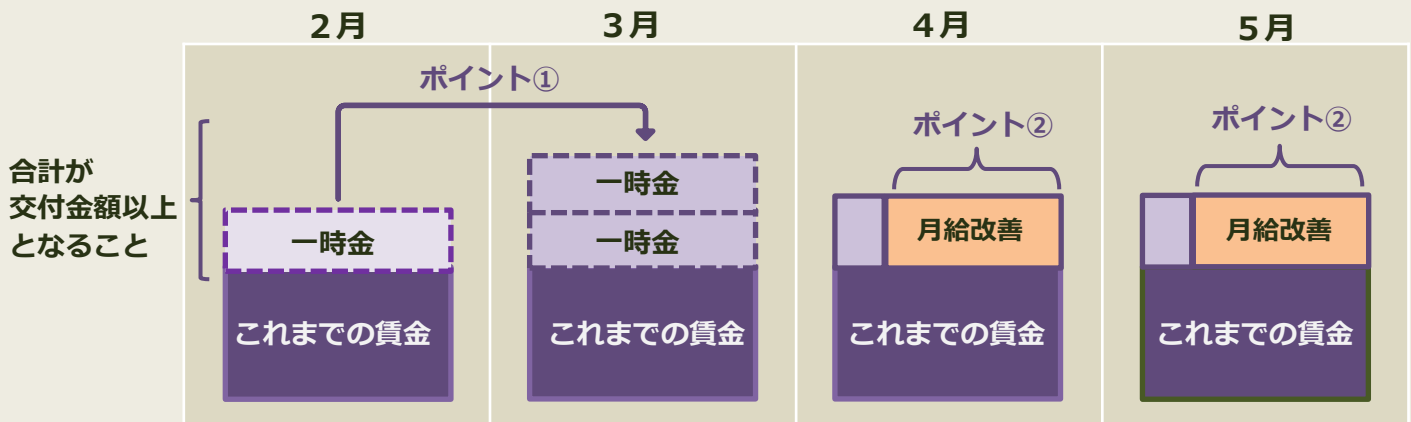 ２月
３月
４月
５月
ポイント①
ポイント②
ポイント②
合計が
交付金額以上
となること
一時金
一時金
一時金
月給改善
月給改善
これまでの賃金
これまでの賃金
これまでの賃金
これまでの賃金